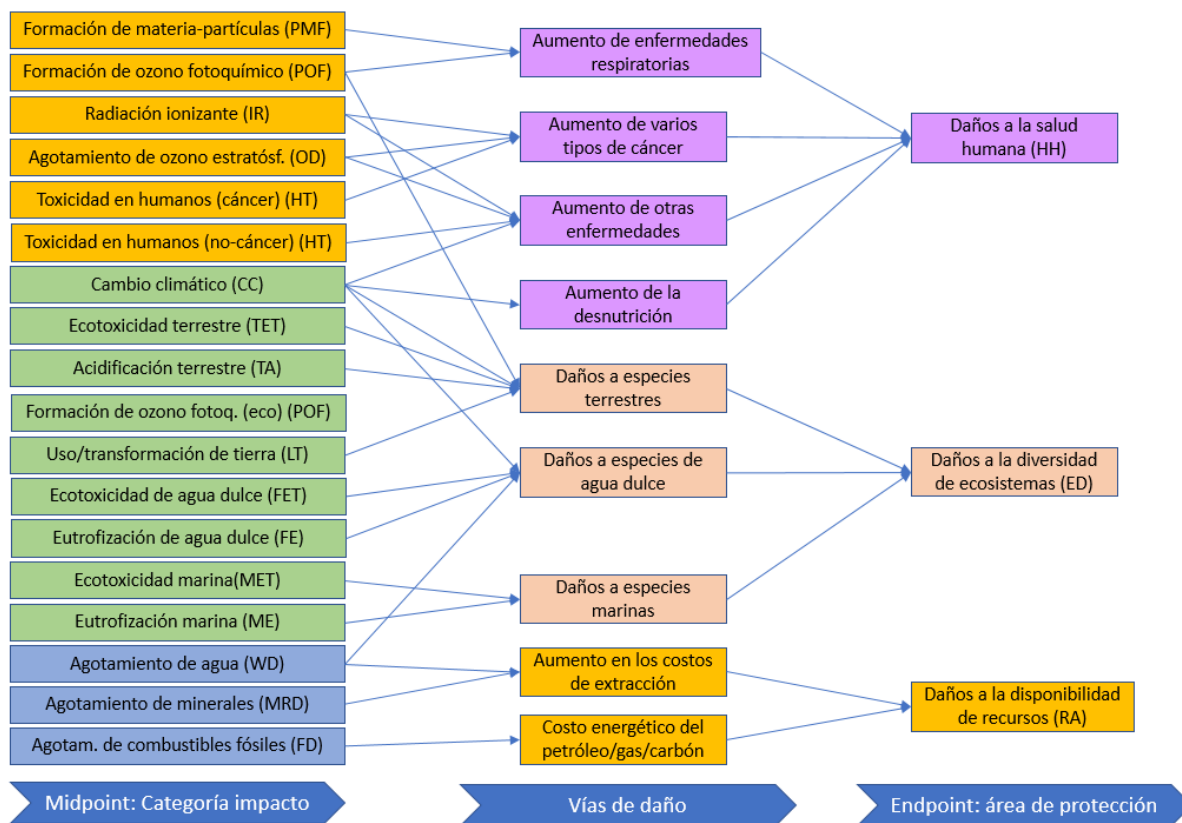 Formación de materia-partículas (PMF)
Formación de ozono fotoquímico (POF)
Radiación ionizante (IR)
Agotamiento de ozono estratósf. (OD)
Toxicidad en humanos (cáncer) (HT)
Toxicidad en humanos (no-cáncer) (HT)
Cambio climático (CC)
Ecotoxicidad terrestre (TET)
Acidificación terrestre (TA)
Formación de ozono fotoq. (eco) (POF)
Uso/transformación de tierra (LT)
Ecotoxicidad de agua dulce (FET)
Eutrofización de agua dulce (FE)
Ecotoxicidad marina(MET)
Eutrofización marina (ME)
Agotamiento de agua (WD)
Agotamiento de minerales (MRD)
Agotam. de combustibles fósiles (FD)
Midpoint: Categoría impacto
Aumento de enfermedades
respiratorias
Aumento de varios
tipos de cáncer
Aumento de otras
enfermedades
Aumento de la
desnutrición
Daños a especies
terrestres
Daños a especies de
agua dulce
Daños a especies
marinas
Aumento en los costos
de extracción
Costo energético del
petróleo/gas/carbón
Vías de daño
Daños a la salud
humana (HH)
Daños a la diversidad
de ecosistemas (ED)
Daños a la disponibilidad
de recursos (RA)
Endpoint: área de protección